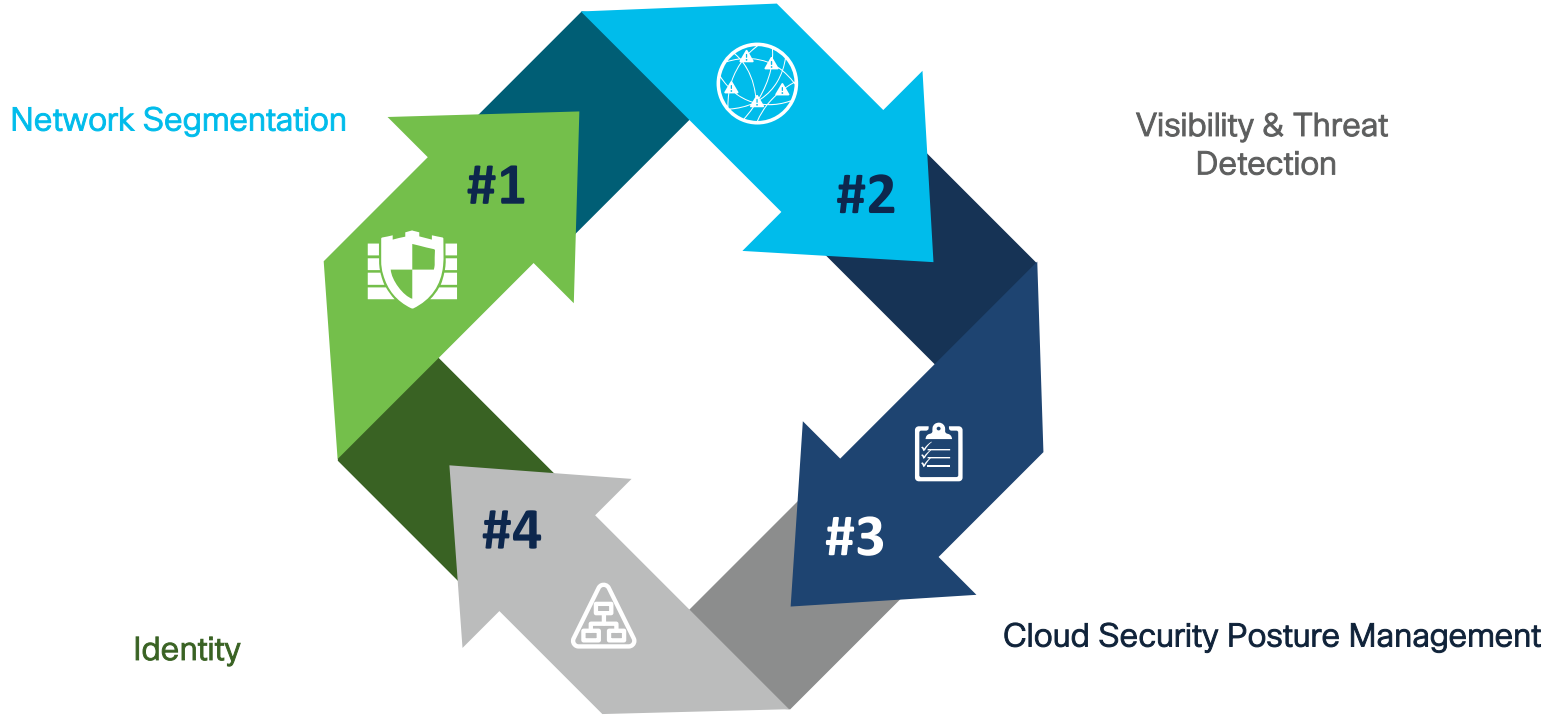 Network Segmentation
#1
#2
Visibility & Threat
Detection
#3
Cloud Security Posture Management
#4
Identity